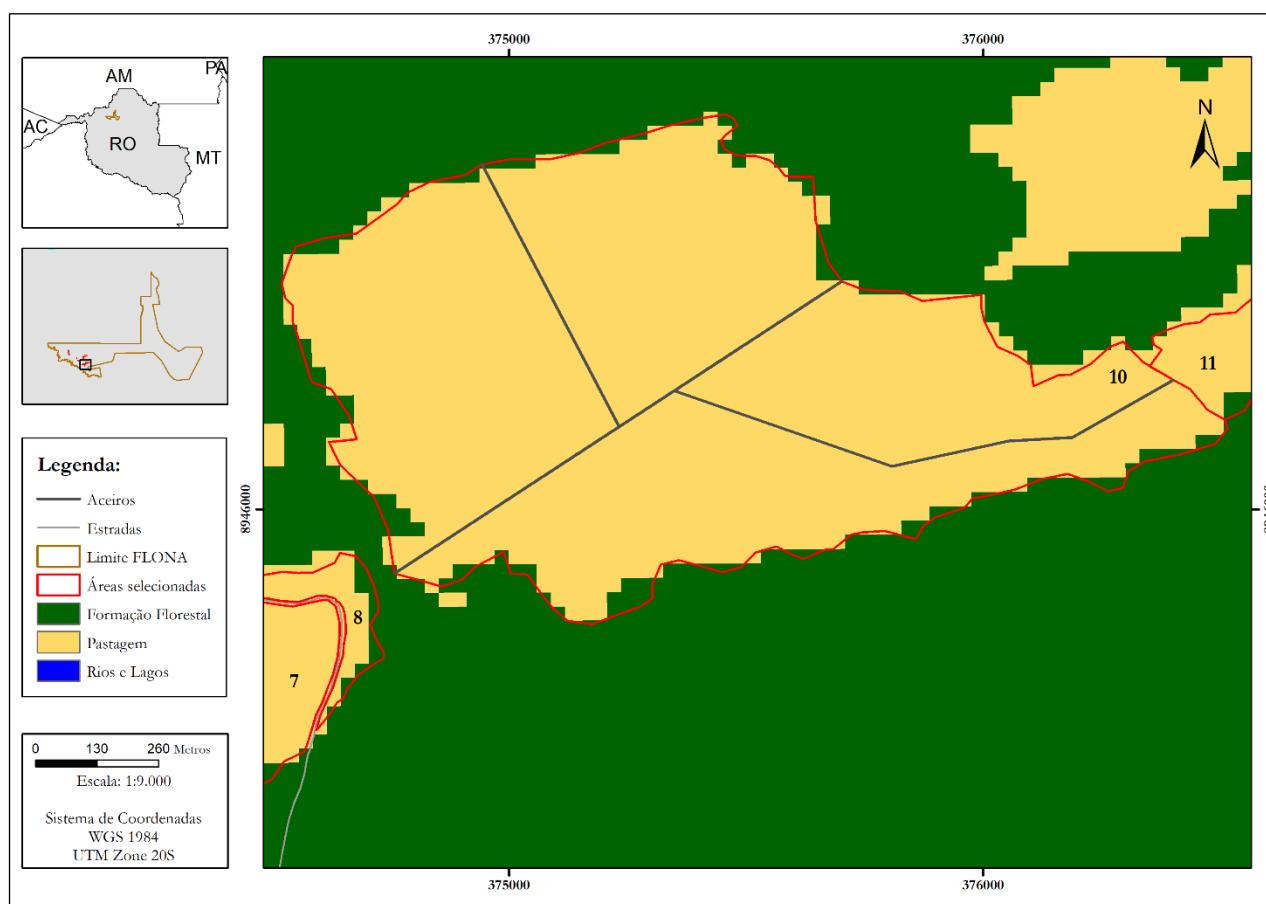 AM
PA
AC
RO
MT
Legenda:
Aceiros
Estradas
Limite FLONA
Áreas selecionadas
Formação Florestal
Pastagem
Rios e Lagos
0 130 260 Metros
Escala: 1:9.000
Sistema de Coordenadas
WGS 1984
UTM Zone 20S
375000 376000
N
10 11
8946000
8946000
8
7
375000 376000